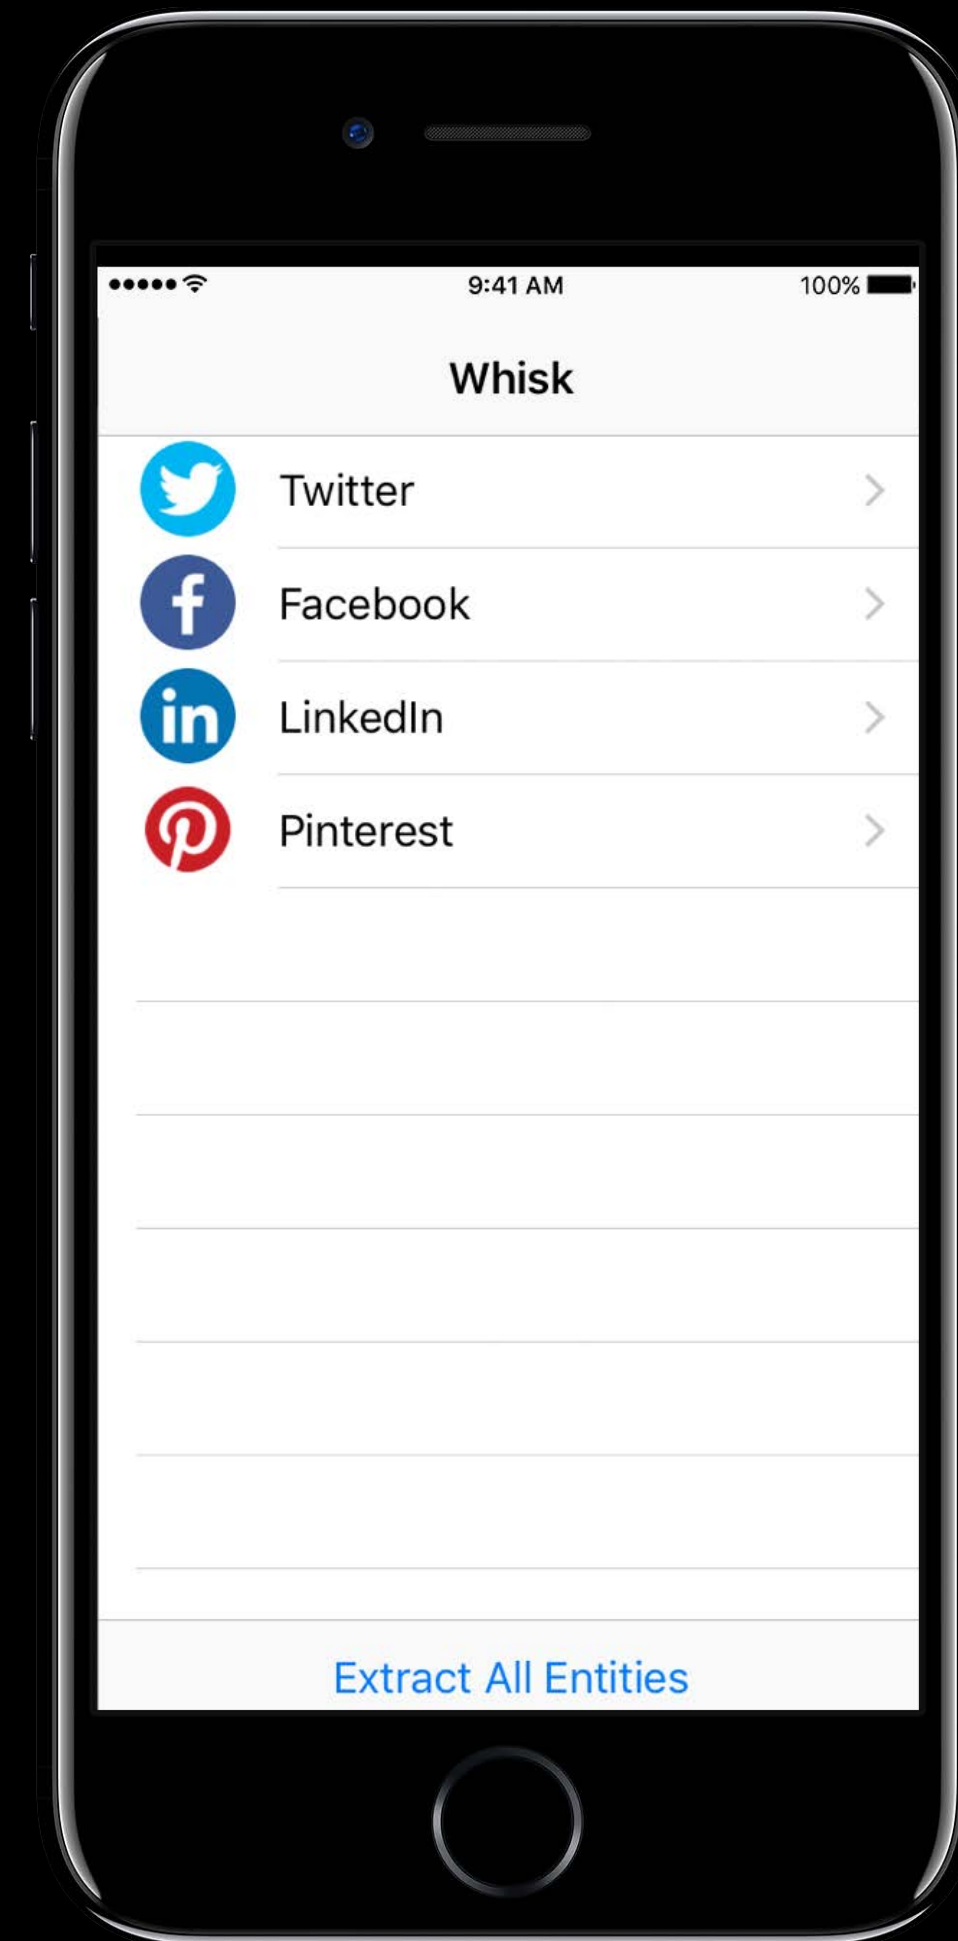 9:41 AM 100%
Whisk
Twitter
Facebook
LinkedIn
Pinterest
Extract All Entities